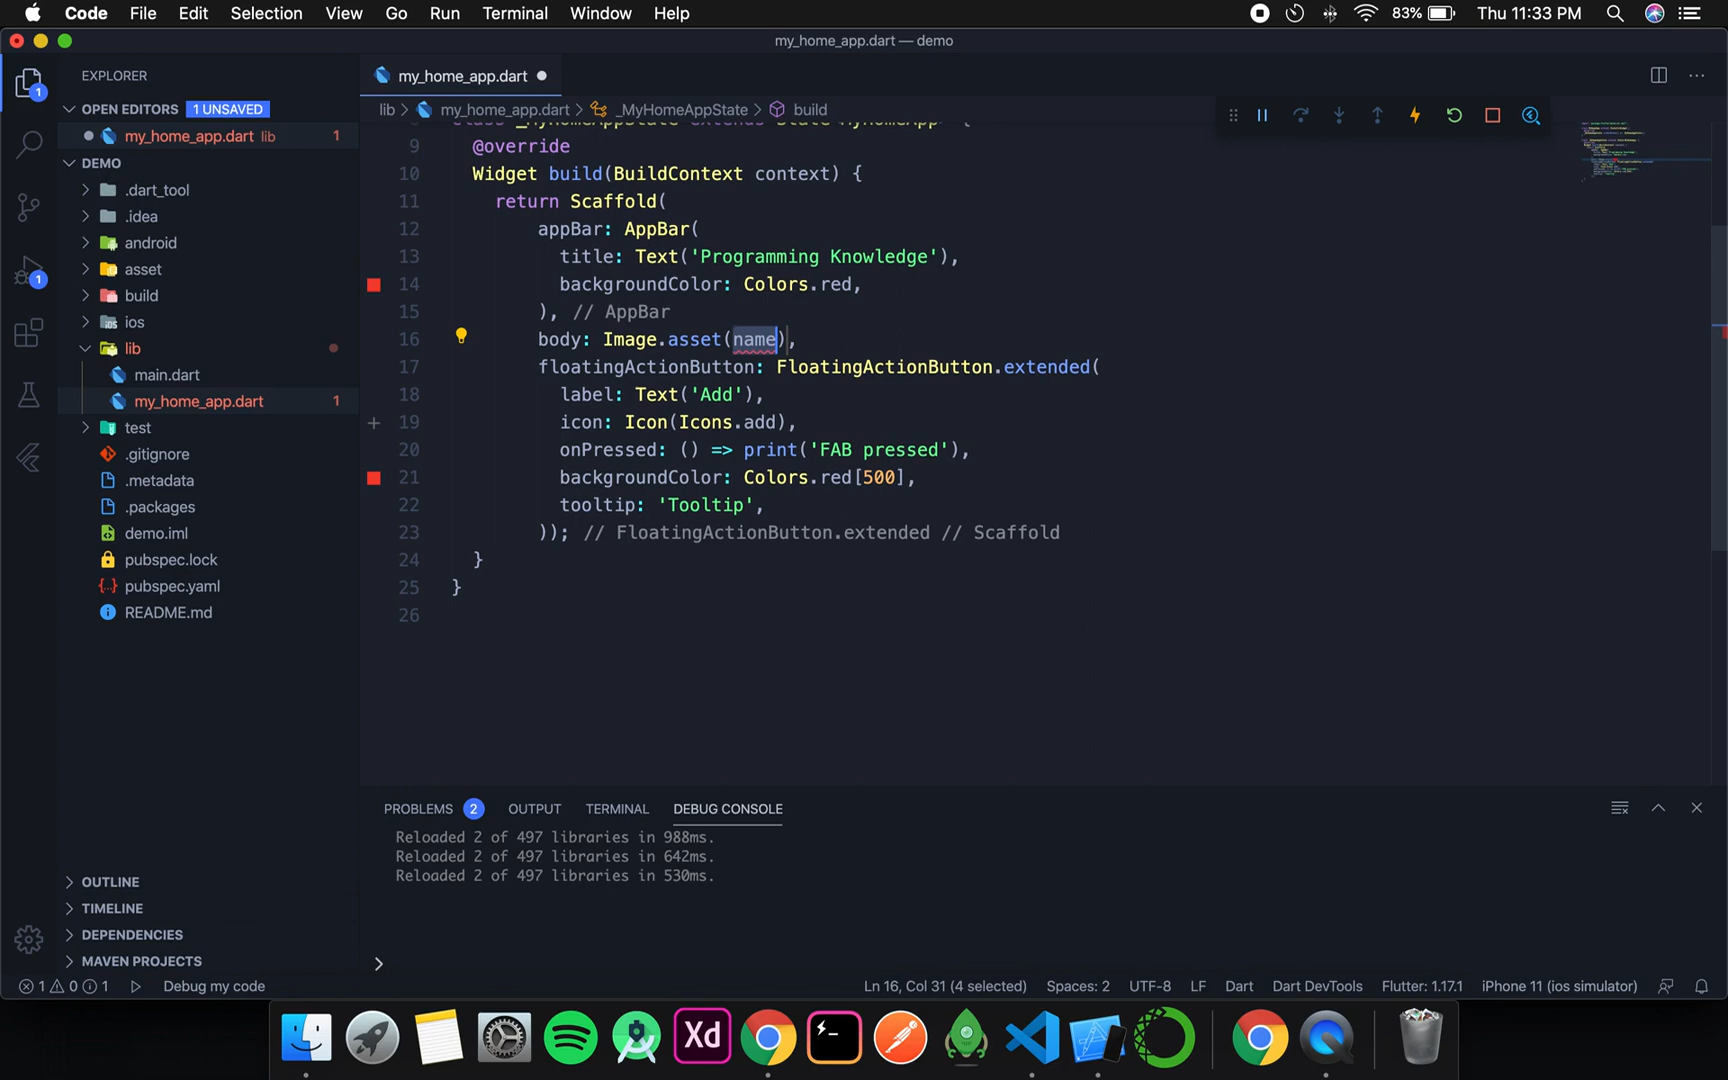 Code File Edit Selection View Go Run Terminal Window Help 83% Thu 11:33 PM
my_home_app.dart — demo
EXPLORER
my_home_app.dart
OPEN EDITORS 1 UNSAVED
lib > my_home_app.dart > _MyHomeAppState > build
my_home_app.dart lib 1
DEMO
.dart_tool
.idea
android
asset
build
ios
lib
main.dart
my_home_app.dart 1
test
.gitignore
.metadata
.packages
demo.iml
pubspec.lock
pubspec.yaml
README.md
OUTLINE
TIMELINE
DEPENDENCIES
MAVEN PROJECTS
1
1
class _MyHomeAppState extends State<MyHomeApp> {
9 @override
10 Widget build(BuildContext context) {
11 return Scaffold(
12 appBar: AppBar(
13 title: Text('Programming Knowledge'),
14 backgroundColor: Colors.red,
15 ), // AppBar
16 body: Image.asset(name),
17 floatingActionButton: FloatingActionButton.extended(
18 label: Text('Add'),
19 icon: Icon(Icons.add),
20 onPressed: () => print('FAB pressed'),
21 backgroundColor: Colors.red[500],
22 tooltip: 'Tooltip',
23 )); // FloatingActionButton.extended // Scaffold
24 }
25 }
26
PROBLEMS 2 OUTPUT TERMINAL DEBUG CONSOLE
Reloaded 2 of 497 libraries in 988ms.
Reloaded 2 of 497 libraries in 642ms.
Reloaded 2 of 497 libraries in 530ms.
1 0 1 Debug my code Ln 16, Col 31 (4 selected) Spaces: 2 UTF-8 LF Dart Dart DevTools Flutter: 1.17.1 iPhone 11 (ios simulator)
Xd